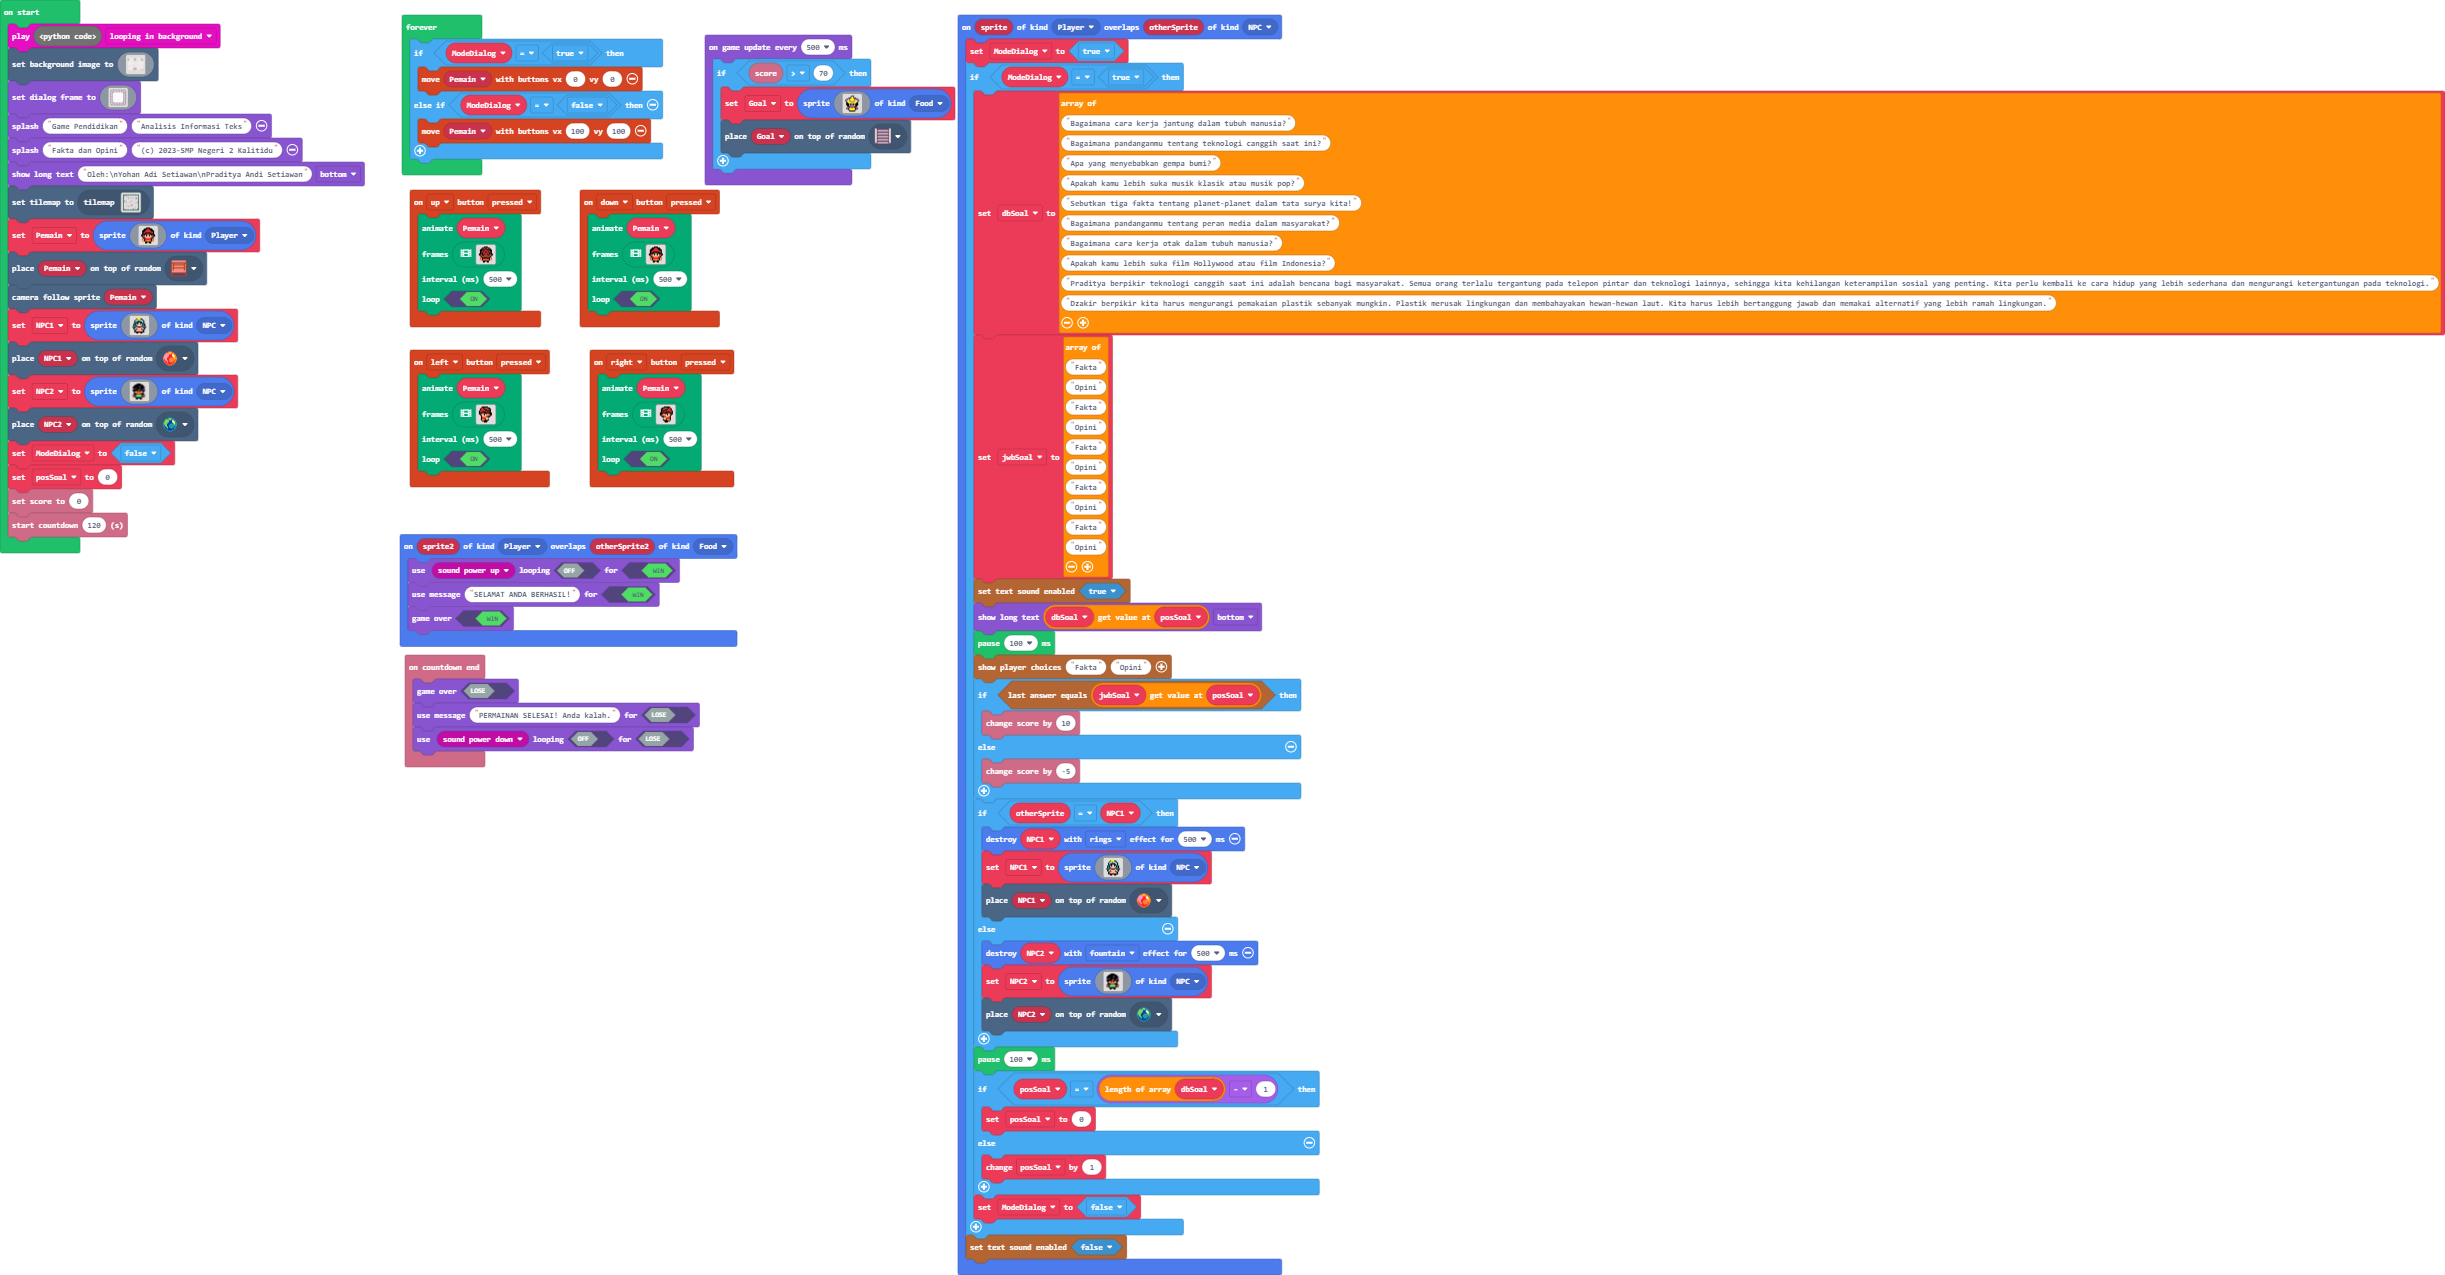 on start
play <python code> looping in background
set background image to
set dialog frame to
splash "Game Pendidikan" "Analisis Informasi Teks"
splash "Fakta dan Opini" "(c) 2023-SMP Negeri 2 Kalitidu"
show long text "Oleh:\nYohan Adi Setiawan\nPraditya Andi Setiawan" bottom
set tilemap to tilemap
set Pemain to sprite of kind Player
place Pemain on top of random
camera follow sprite Pemain
set NPC1 to sprite of kind NPC
place NPC1 on top of random
set NPC2 to sprite of kind NPC
place NPC2 on top of random
set ModeDialog to false
set posSoal to 0
set score to 0
start countdown 120 (s)
forever
if ModeDialog = true then
move Pemain with buttons vx 0 vy 0
else if ModeDialog = false then
move Pemain with buttons vx 100 vy 100
on game update every 500 ms
if score > 70 then
set Goal to sprite of kind Food
place Goal on top of random
on up button pressed
animate Pemain
frames
interval (ms) 500
loop ON
on down button pressed
animate Pemain
frames
interval (ms) 500
loop ON
on left button pressed
animate Pemain
frames
interval (ms) 500
loop ON
on right button pressed
animate Pemain
frames
interval (ms) 500
loop ON
on sprite2 of kind Player overlaps otherSprite2 of kind Food
use sound power up looping OFF for WIN
use message "SELAMAT ANDA BERHASIL!" for WIN
game over WIN
on countdown end
game over LOSE
use message "PERMAINAN SELESAI! Anda kalah." for LOSE
use sound power down looping OFF for LOSE
on sprite of kind Player overlaps otherSprite of kind NPC
set ModeDialog to true
if ModeDialog = true then
set dbSoal to array of
"Bagaimana cara kerja jantung dalam tubuh manusia?"
"Bagaimana pandanganmu tentang teknologi canggih saat ini?"
"Apa yang menyebabkan gempa bumi?"
"Apakah kamu lebih suka musik klasik atau musik pop?"
"Sebutkan tiga fakta tentang planet-planet dalam tata surya kita!"
"Bagaimana pandanganmu tentang peran media dalam masyarakat?"
"Bagaimana cara kerja otak dalam tubuh manusia?"
"Apakah kamu lebih suka film Hollywood atau film Indonesia?"
"Praditya berpikir teknologi canggih saat ini adalah bencana bagi masyarakat. Semua orang terlalu tergantung pada telepon pintar dan teknologi lainnya, sehingga kita kehilangan keterampilan sosial yang penting. Kita perlu kembali ke cara hidup yang lebih sederhana dan mengurangi ketergantungan pada teknologi."
"Dzakir berpikir kita harus mengurangi pemakaian plastik sebanyak mungkin. Plastik merusak lingkungan dan membahayakan hewan-hewan laut. Kita harus lebih bertanggung jawab dan memakai alternatif yang lebih ramah lingkungan."
set jwbSoal to array of
"Fakta"
"Opini"
"Fakta"
"Opini"
"Fakta"
"Opini"
"Fakta"
"Opini"
"Fakta"
"Opini"
set text sound enabled true
show long text dbSoal get value at posSoal bottom
pause 100 ms
show player choices "Fakta" "Opini"
if last answer equals jwbSoal get value at posSoal then
change score by 10
else
change score by -5
if otherSprite = NPC1 then
destroy NPC1 with rings effect for 500 ms
set NPC1 to sprite of kind NPC
place NPC1 on top of random
else
destroy NPC2 with fountain effect for 500 ms
set NPC2 to sprite of kind NPC
place NPC2 on top of random
pause 100 ms
if posSoal = length of array dbSoal - 1 then
set posSoal to 0
else
change posSoal by 1
set ModeDialog to false
set text sound enabled false